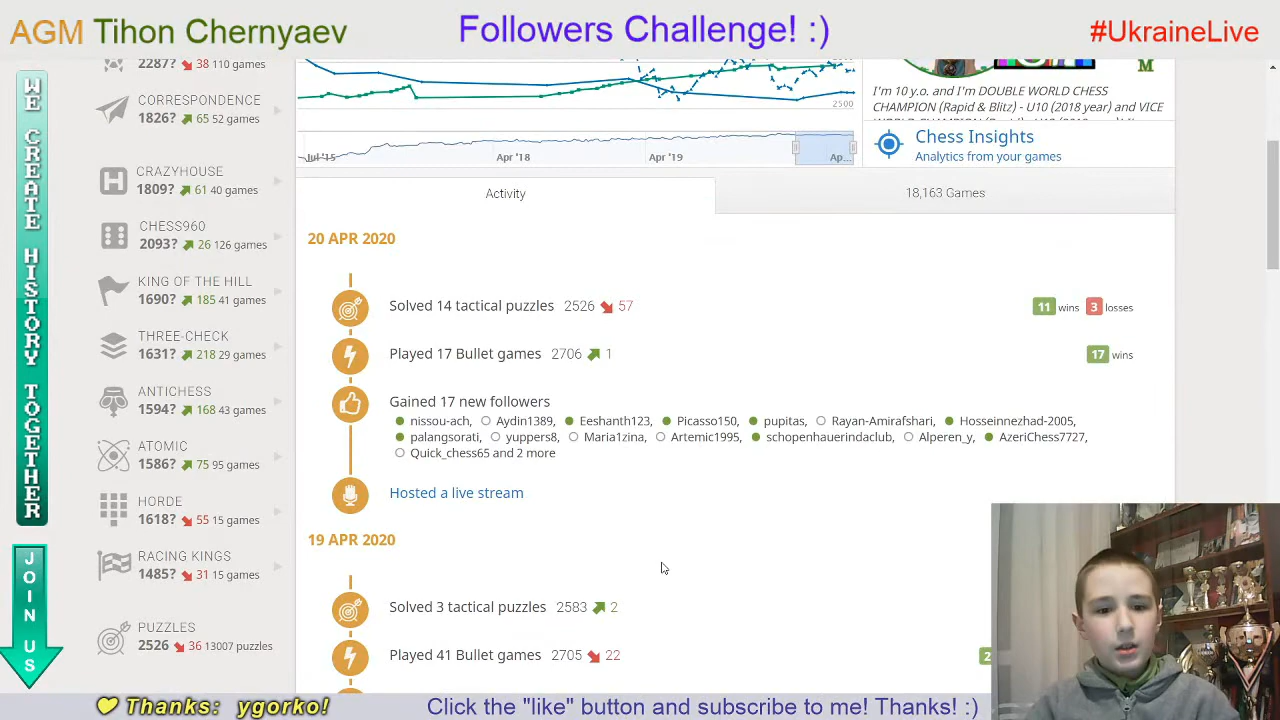 AGM Tihon Chernyaev
Followers Challenge! :)
#UkraineLive
WE CREATE HISTORY TOGETHER
JOIN US
2287? 38 110 games
CORRESPONDENCE
1826? 65 52 games
CRAZYHOUSE
1809? 61 40 games
CHESS960
2093? 26 126 games
KING OF THE HILL
1690? 185 41 games
THREE-CHECK
1631? 218 29 games
ANTICHESS
1594? 168 43 games
ATOMIC
1586? 75 95 games
HORDE
1618? 55 15 games
RACING KINGS
1485? 31 15 games
PUZZLES
2526 36 13007 puzzles
2500
Jul '15
Apr '18
Apr '19
Ap...
M
I'm 10 y.o. and I'm DOUBLE WORLD CHESS
CHAMPION (Rapid & Blitz) - U10 (2018 year) and VICE
Chess Insights
Analytics from your games
Activity
18,163 Games
20 APR 2020
Solved 14 tactical puzzles 2526 57
11 wins 3 losses
Played 17 Bullet games 2706 1
17 wins
Gained 17 new followers
nissou-ach, Aydin1389, Eeshanth123, Picasso150, pupitas, Rayan-Amirafshari, Hosseinnezhad-2005,
palangsorati, yuppers8, Maria1zina, Artemic1995, schopenhauerindaclub, Alperen_y, AzeriChess7727,
Quick_chess65 and 2 more
Hosted a live stream
19 APR 2020
Solved 3 tactical puzzles 2583 2
Played 41 Bullet games 2705 22
2
Thanks: ygorko!
Click the "like" button and subscribe to me! Thanks! :)